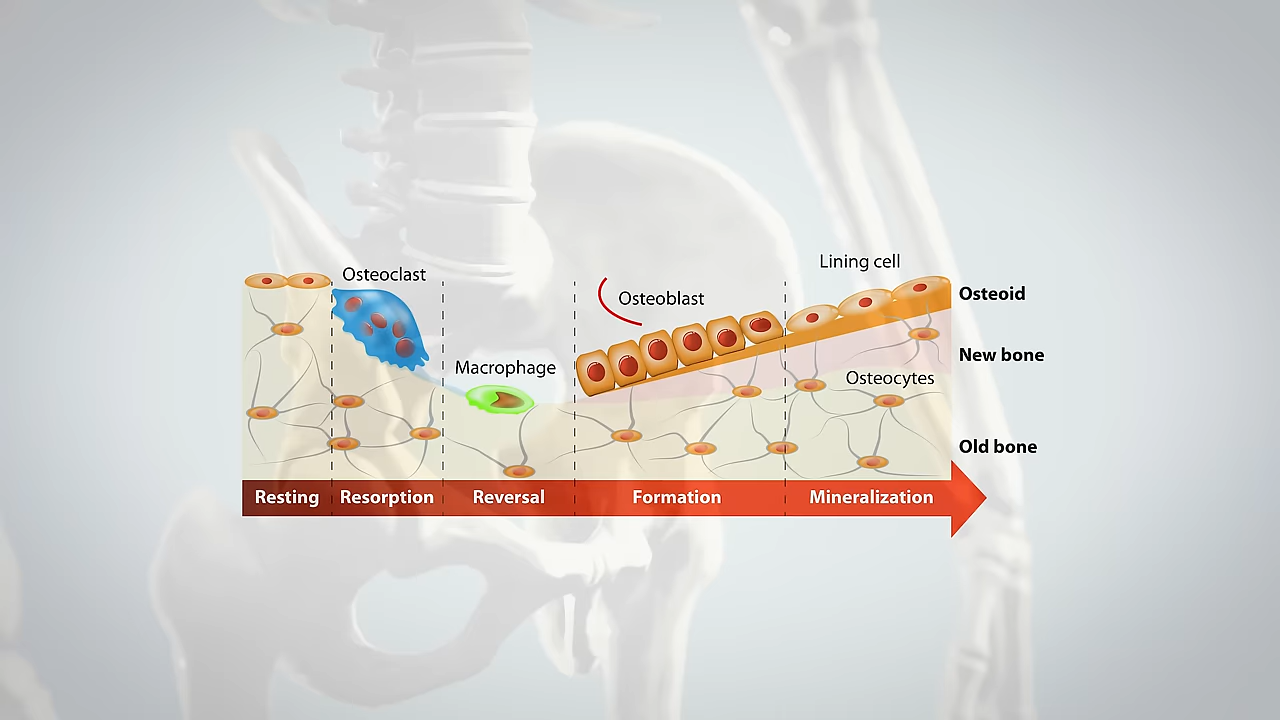 Lining cell
Osteoclast
Osteoblast
Osteoid
New bone
Macrophage
Osteocytes
Old bone
Resting
Resorption
Reversal
Formation
Mineralization